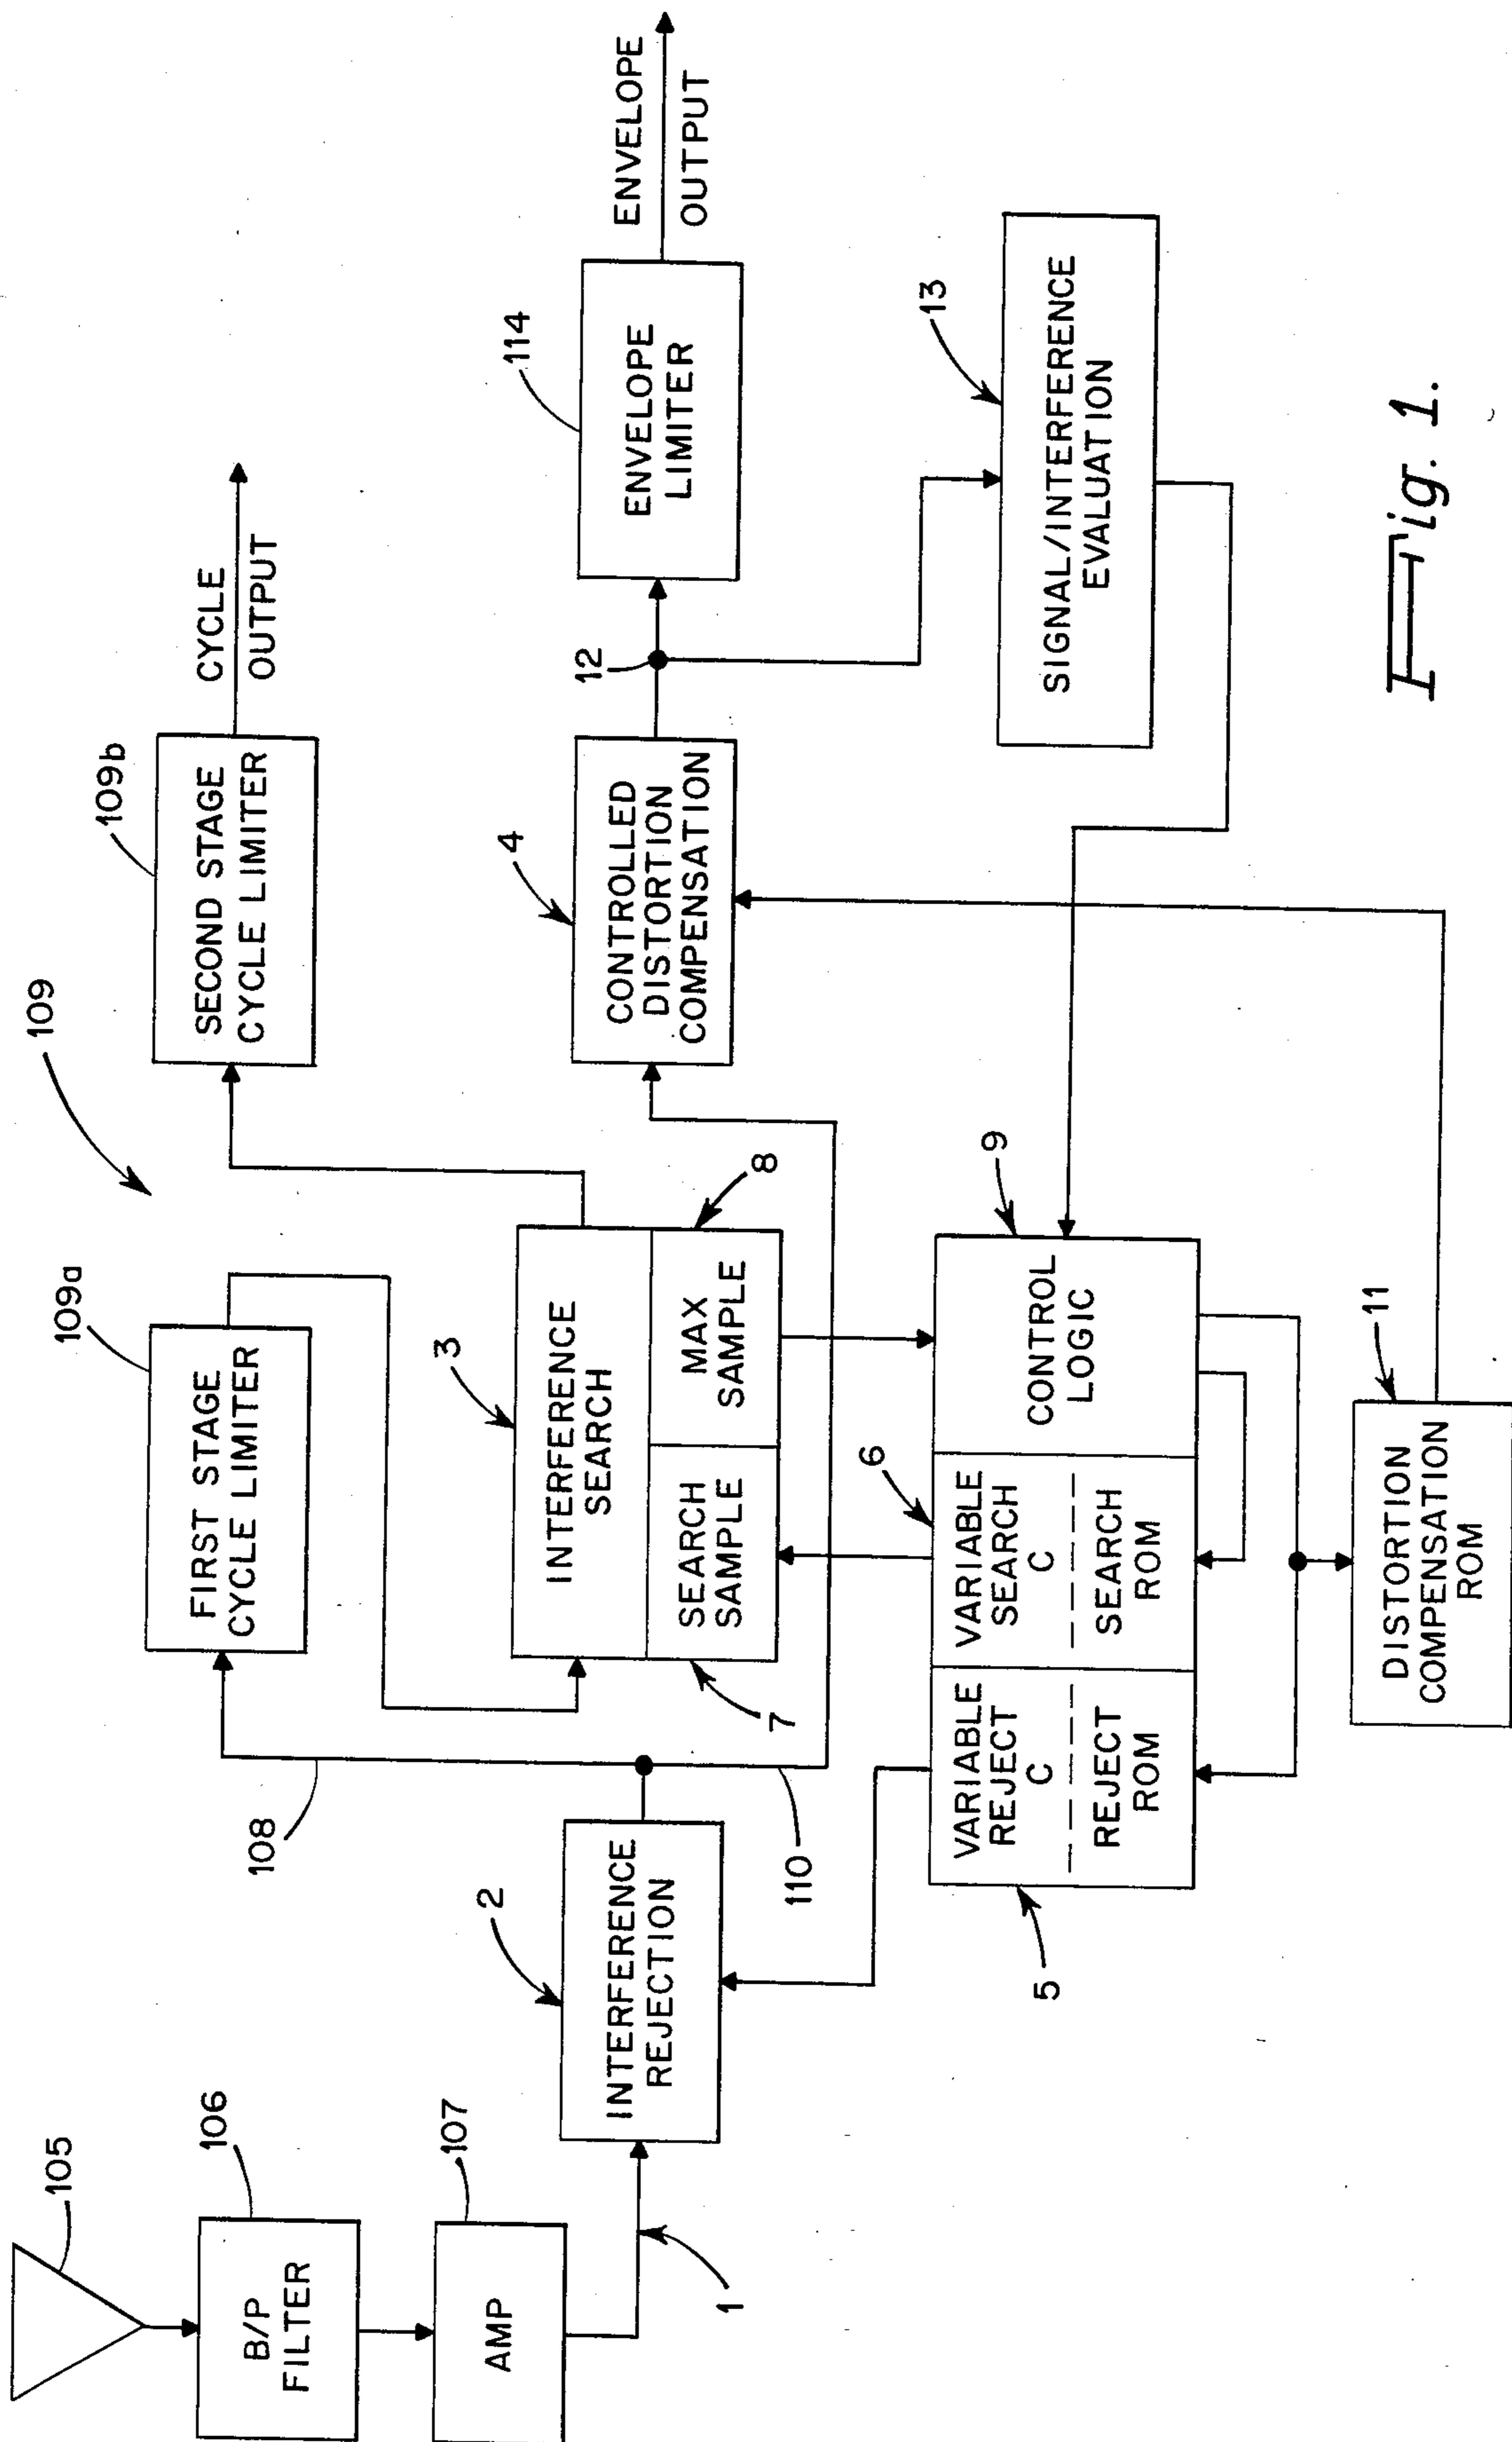 105
106
B/P
FILTER
107
AMP
1
2
INTERFERENCE
REJECTION
108
110
109
109a
FIRST STAGE
CYCLE LIMITER
109b
SECOND STAGE
CYCLE LIMITER
CYCLE
OUTPUT
3
INTERFERENCE
SEARCH
7
SEARCH
SAMPLE
8
MAX
SAMPLE
4
CONTROLLED
DISTORTION
COMPENSATION
12
114
ENVELOPE
LIMITER
ENVELOPE
OUTPUT
5
VARIABLE
REJECT
C
REJECT
ROM
6
VARIABLE
SEARCH
C
SEARCH
ROM
9
CONTROL
LOGIC
13
SIGNAL/INTERFERENCE
EVALUATION
11
DISTORTION
COMPENSATION
ROM
Fig. 1.